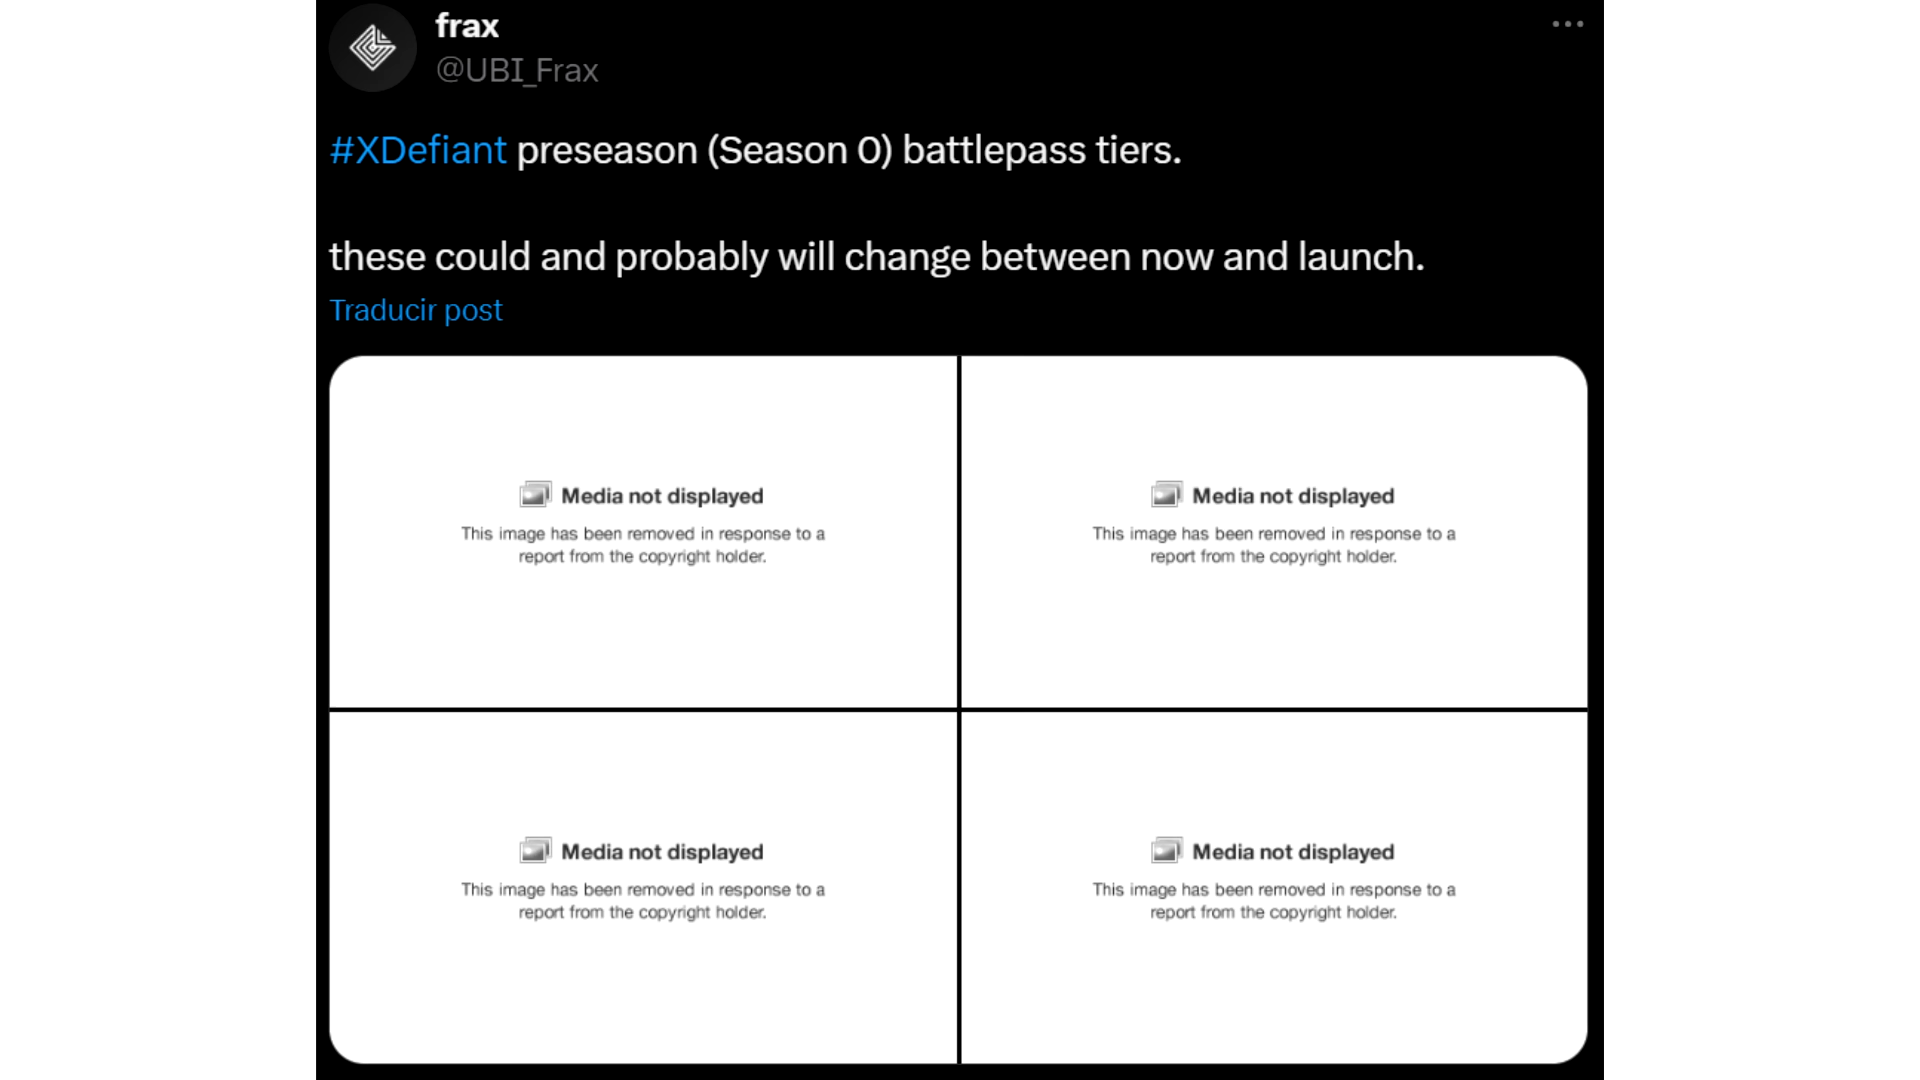 frax
@UBI_Frax
#XDefiant preseason (Season 0) battlepass tiers.
these could and probably will change between now and launch.
Traducir post
Media not displayed
This image has been removed in response to a
report from the copyright holder.
Media not displayed
This image has been removed in response to a
report from the copyright holder.
Media not displayed
This image has been removed in response to a
report from the copyright holder.
Media not displayed
This image has been removed in response to a
report from the copyright holder.